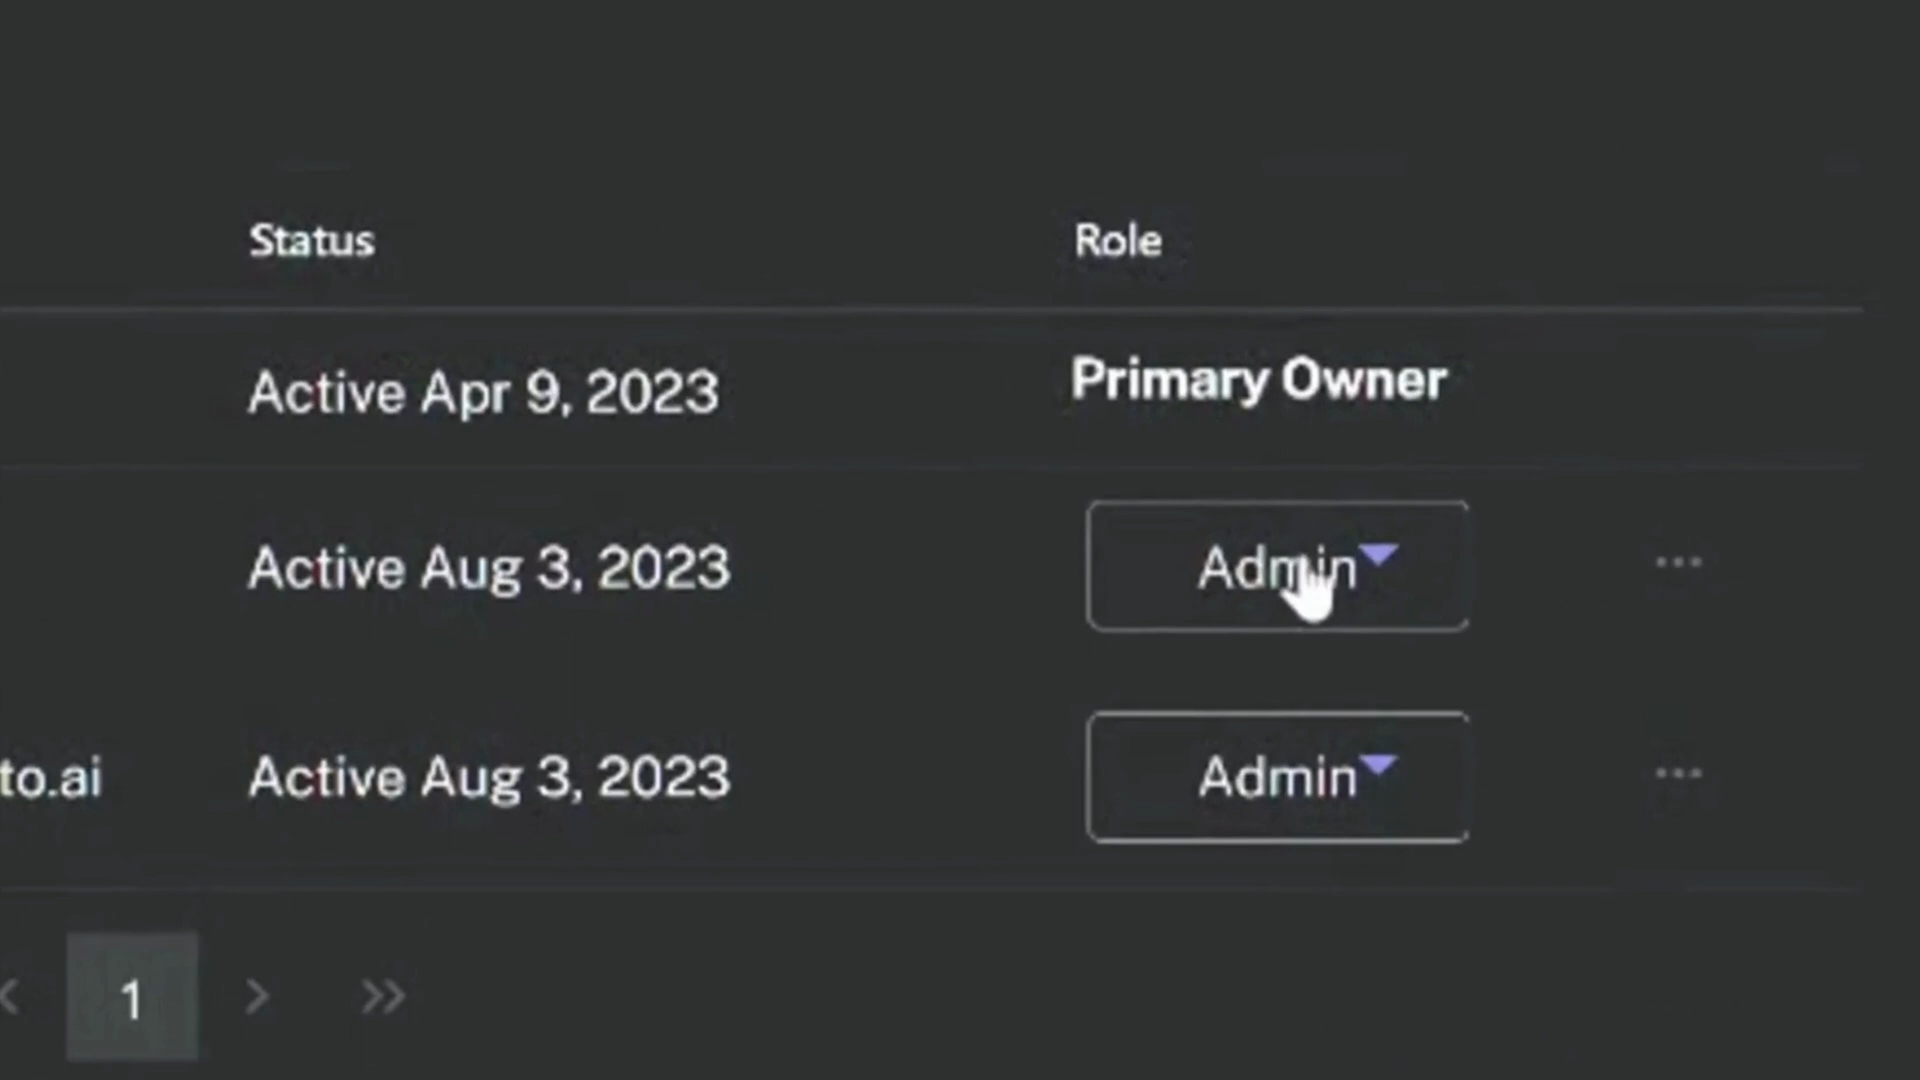 Status Role
Active Apr 9, 2023 Primary Owner
Active Aug 3, 2023 Admin
to.ai Active Aug 3, 2023 Admin
1